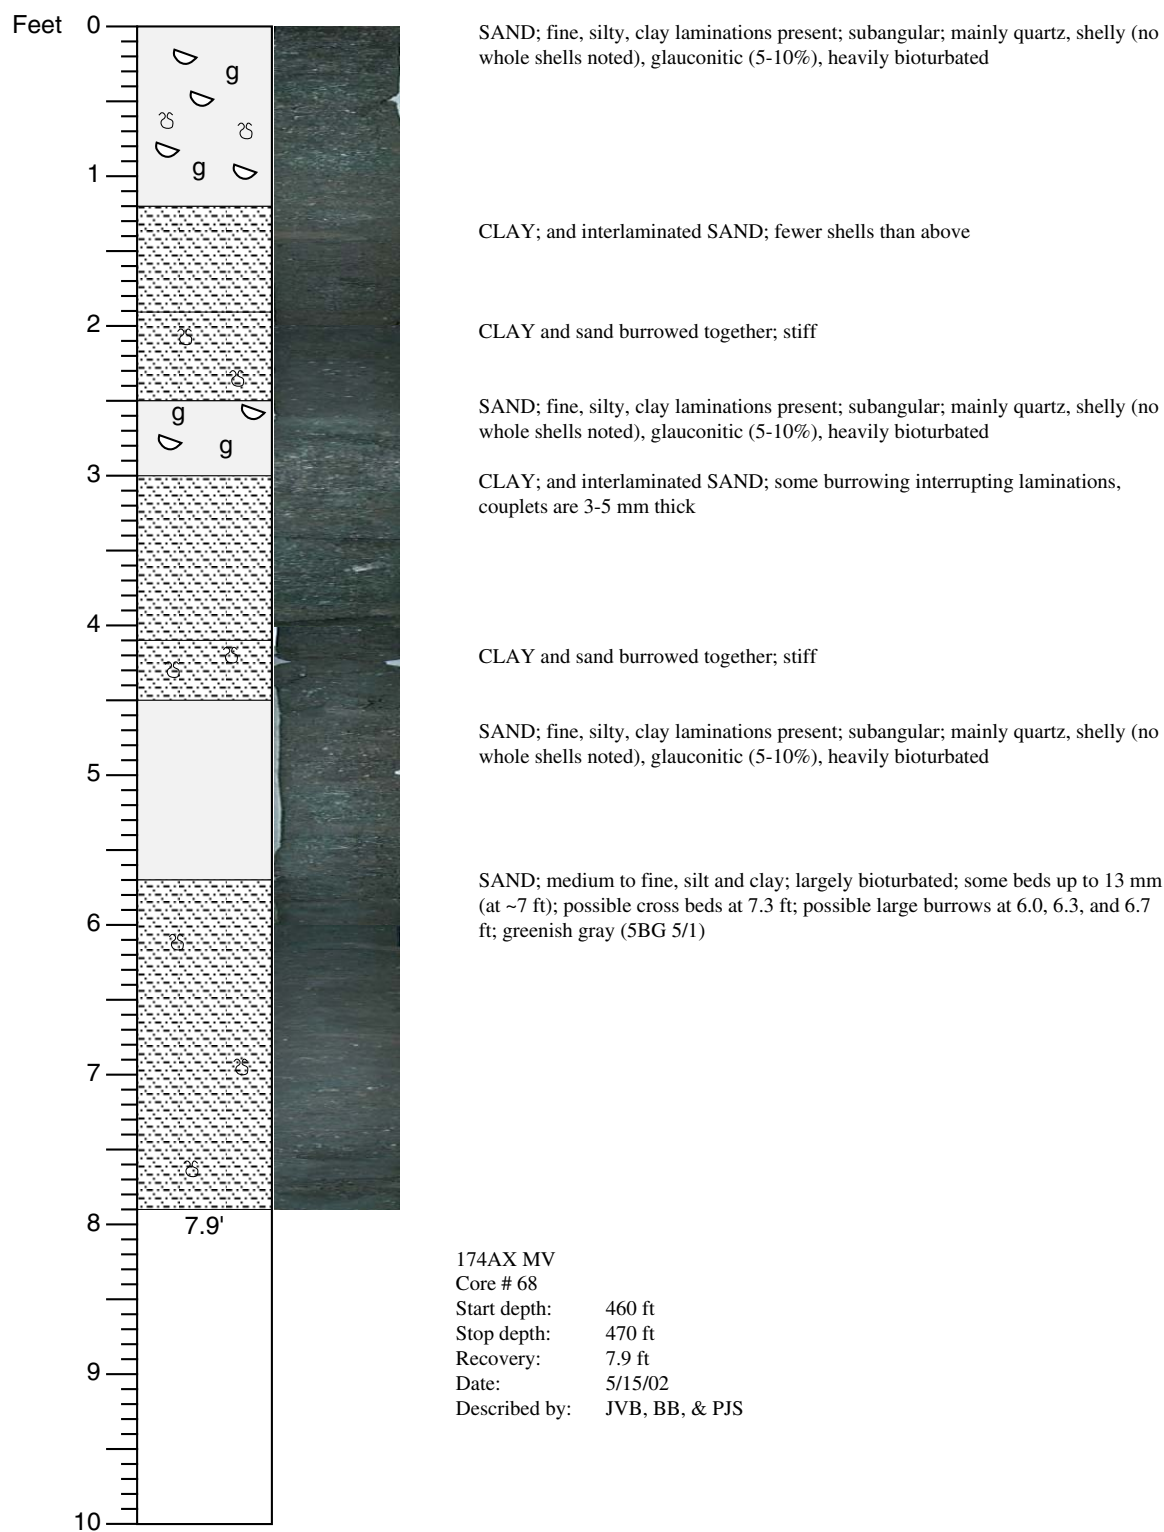 Feet 0
SAND; fine, silty, clay laminations present; subangular; mainly quartz, shelly (no
whole shells noted), glauconitic (5-10%), heavily bioturbated
g
g
1
CLAY; and interlaminated SAND; fewer shells than above
2
CLAY and sand burrowed together; stiff
SAND; fine, silty, clay laminations present; subangular; mainly quartz, shelly (no
whole shells noted), glauconitic (5-10%), heavily bioturbated
g
g
3
CLAY; and interlaminated SAND; some burrowing interrupting laminations,
couplets are 3-5 mm thick
4
CLAY and sand burrowed together; stiff
SAND; fine, silty, clay laminations present; subangular; mainly quartz, shelly (no
whole shells noted), glauconitic (5-10%), heavily bioturbated
5
SAND; medium to fine, silt and clay; largely bioturbated; some beds up to 13 mm
(at ~7 ft); possible cross beds at 7.3 ft; possible large burrows at 6.0, 6.3, and 6.7
ft; greenish gray (5BG 5/1)
6
7
8
7.9'
174AX MV
Core # 68
Start depth: 460 ft
Stop depth: 470 ft
Recovery: 7.9 ft
Date: 5/15/02
Described by: JVB, BB, & PJS
9
10